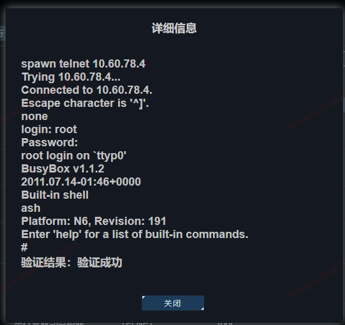 详细信息
spawn telnet 10.60.78.4
Trying 10.60.78.4...
Connected to 10.60.78.4.
Escape character is '^]'.
none
login: root
Password:
root login on `ttyp0'
BusyBox v1.1.2
2011.07.14-01:46+0000
Built-in shell
ash
Platform: N6, Revision: 191
Enter 'help' for a list of built-in commands.
#
验证结果：验证成功
关闭